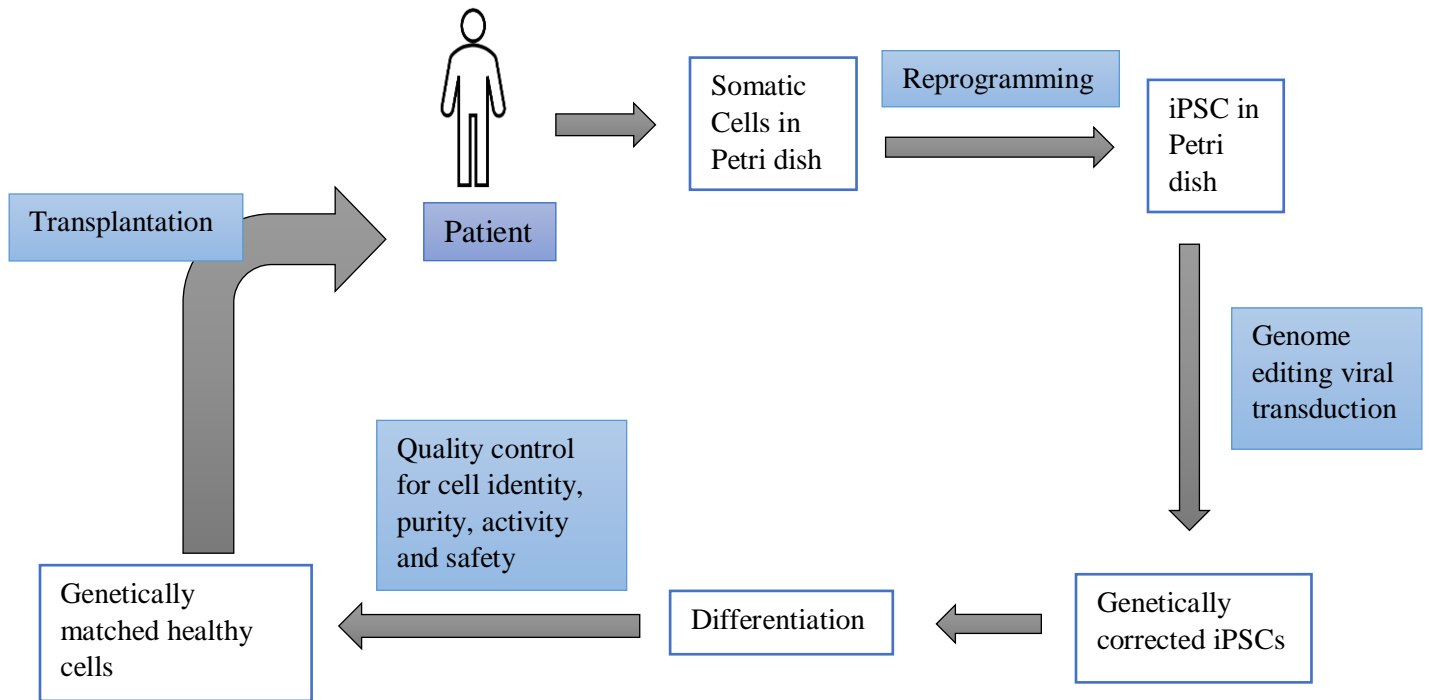 Somatic
Cells in
Petri dish
Reprogramming
iPSC in
Petri
dish
Transplantation
Patient
Genome
editing viral
transduction
Quality control
for cell identity,
purity, activity
and safety
Genetically
matched healthy
cells
Differentiation
Genetically
corrected iPSCs